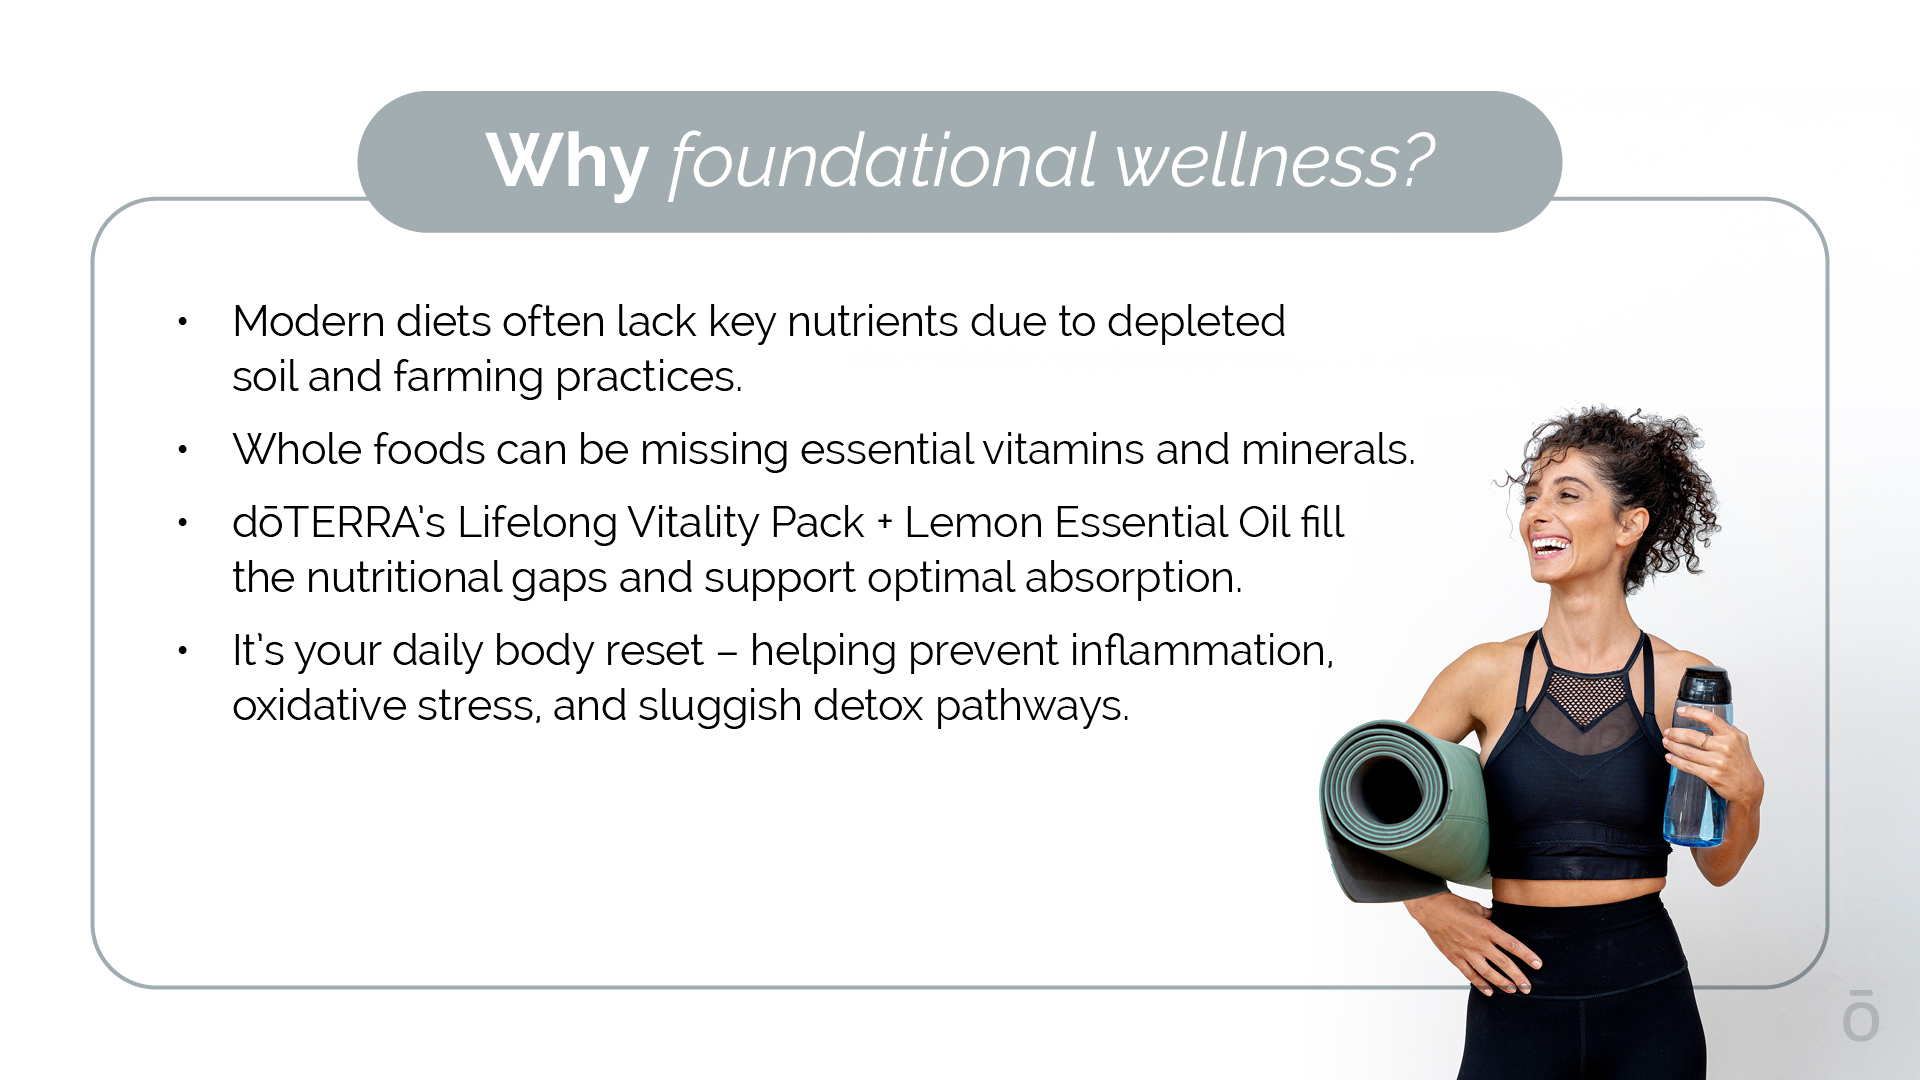 Why foundational wellness?
• Modern diets often lack key nutrients due to depleted
soil and farming practices.
• Whole foods can be missing essential vitamins and minerals.
• dōTERRA’s Lifelong Vitality Pack + Lemon Essential Oil fill
the nutritional gaps and support optimal absorption.
• It’s your daily body reset – helping prevent inflammation,
oxidative stress, and sluggish detox pathways.
ō